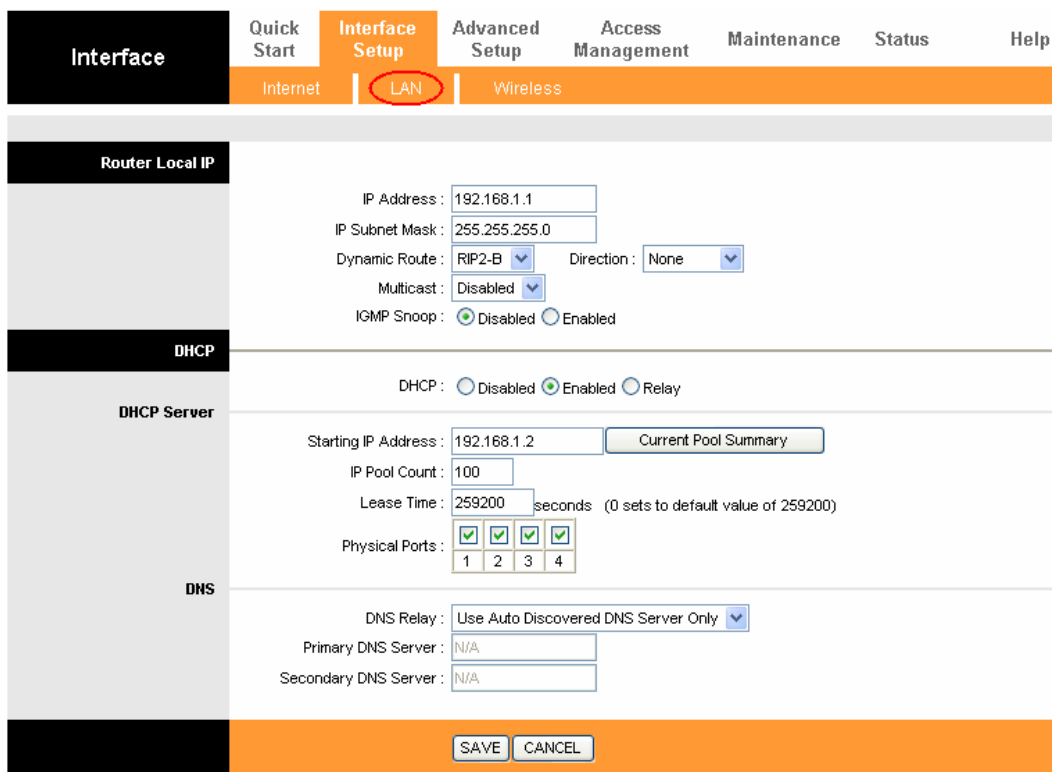 Interface
Quick Start
Interface Setup
Advanced Setup
Access Management
Maintenance
Status
Help
Internet
LAN
Wireless
Router Local IP
IP Address : 192.168.1.1
IP Subnet Mask : 255.255.255.0
Dynamic Route : RIP2-B Direction : None
Multicast : Disabled
IGMP Snoop : Disabled Enabled
DHCP
DHCP : Disabled Enabled Relay
DHCP Server
Starting IP Address : 192.168.1.2 Current Pool Summary
IP Pool Count : 100
Lease Time : 259200 seconds (0 sets to default value of 259200)
Physical Ports :
1 2 3 4
DNS
DNS Relay : Use Auto Discovered DNS Server Only
Primary DNS Server : N/A
Secondary DNS Server : N/A
SAVE CANCEL